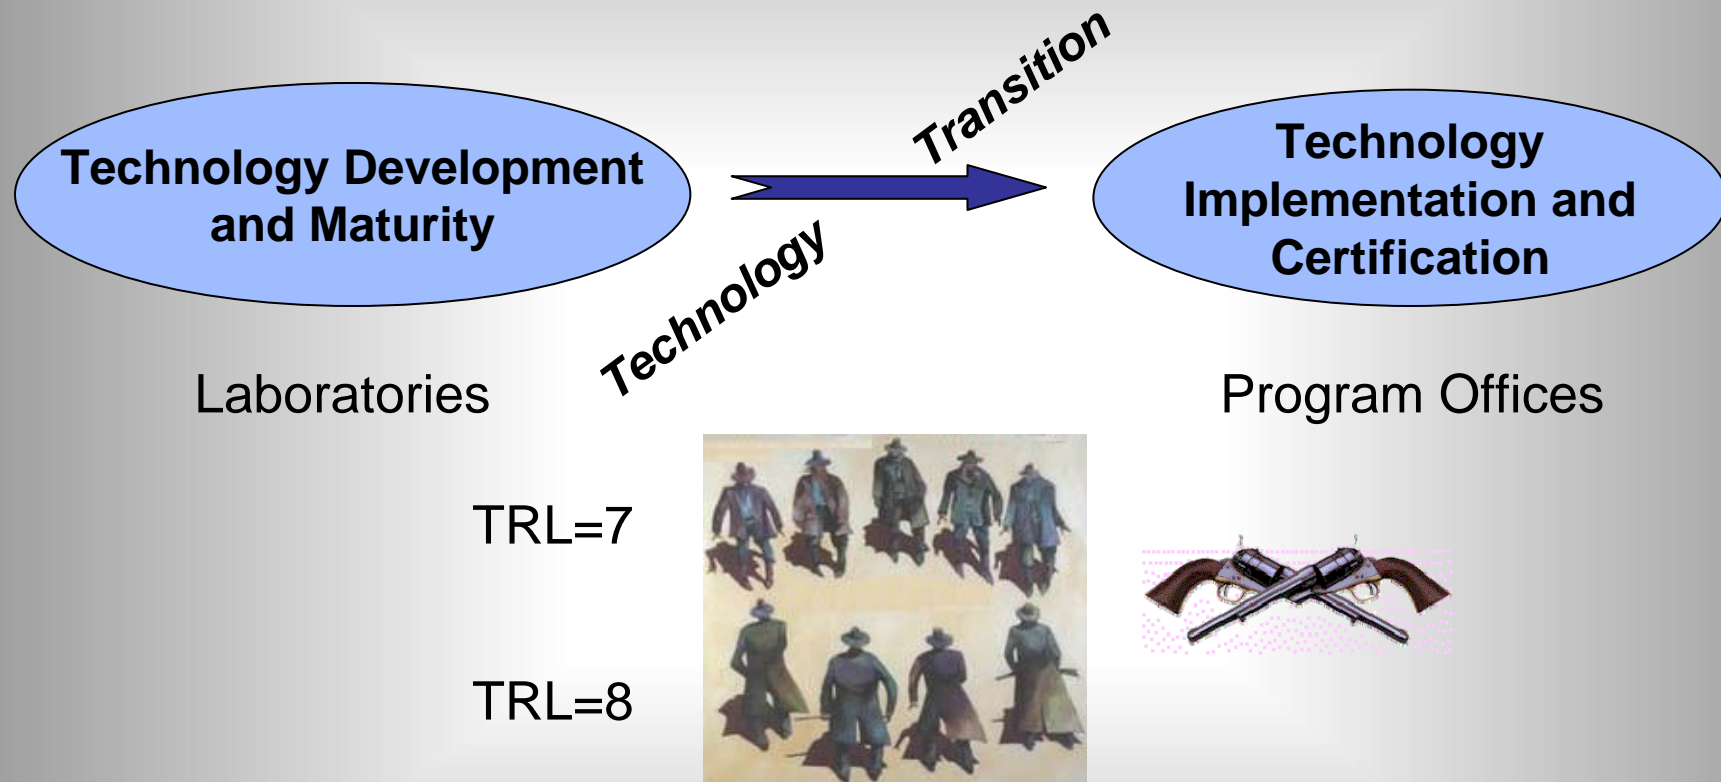 Technology Development
and Maturity
Technology
Transition
Technology
Implementation and
Certification
Laboratories
Program Offices
TRL=7
TRL=8